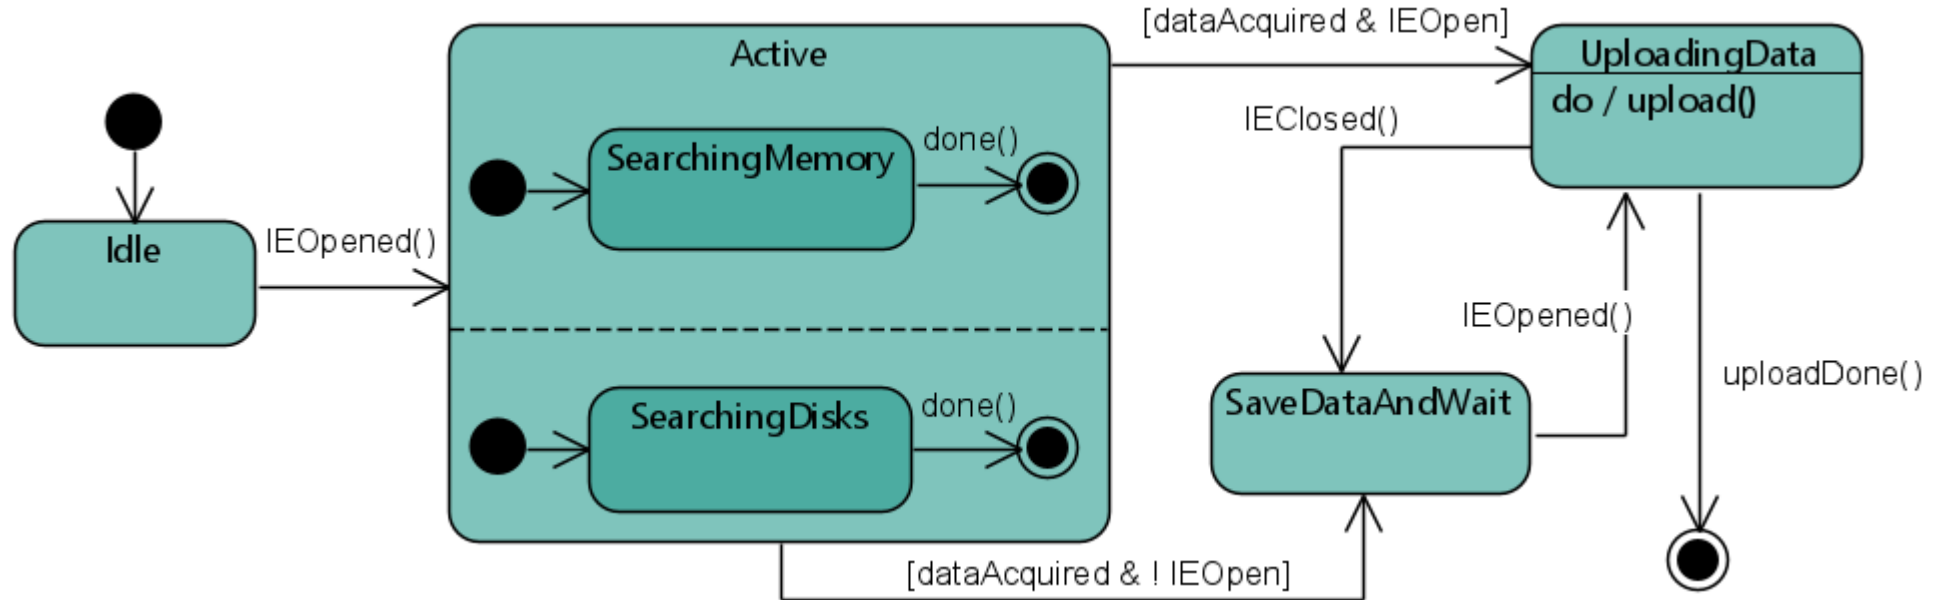 [dataAcquired & IEOpen]
Active
UploadingData
do / upload()
IEClosed()
done()
SearchingMemory
Idle
IEOpened()
IEOpened()
uploadDone()
SaveDataAndWait
done()
SearchingDisks
[dataAcquired & ! IEOpen]